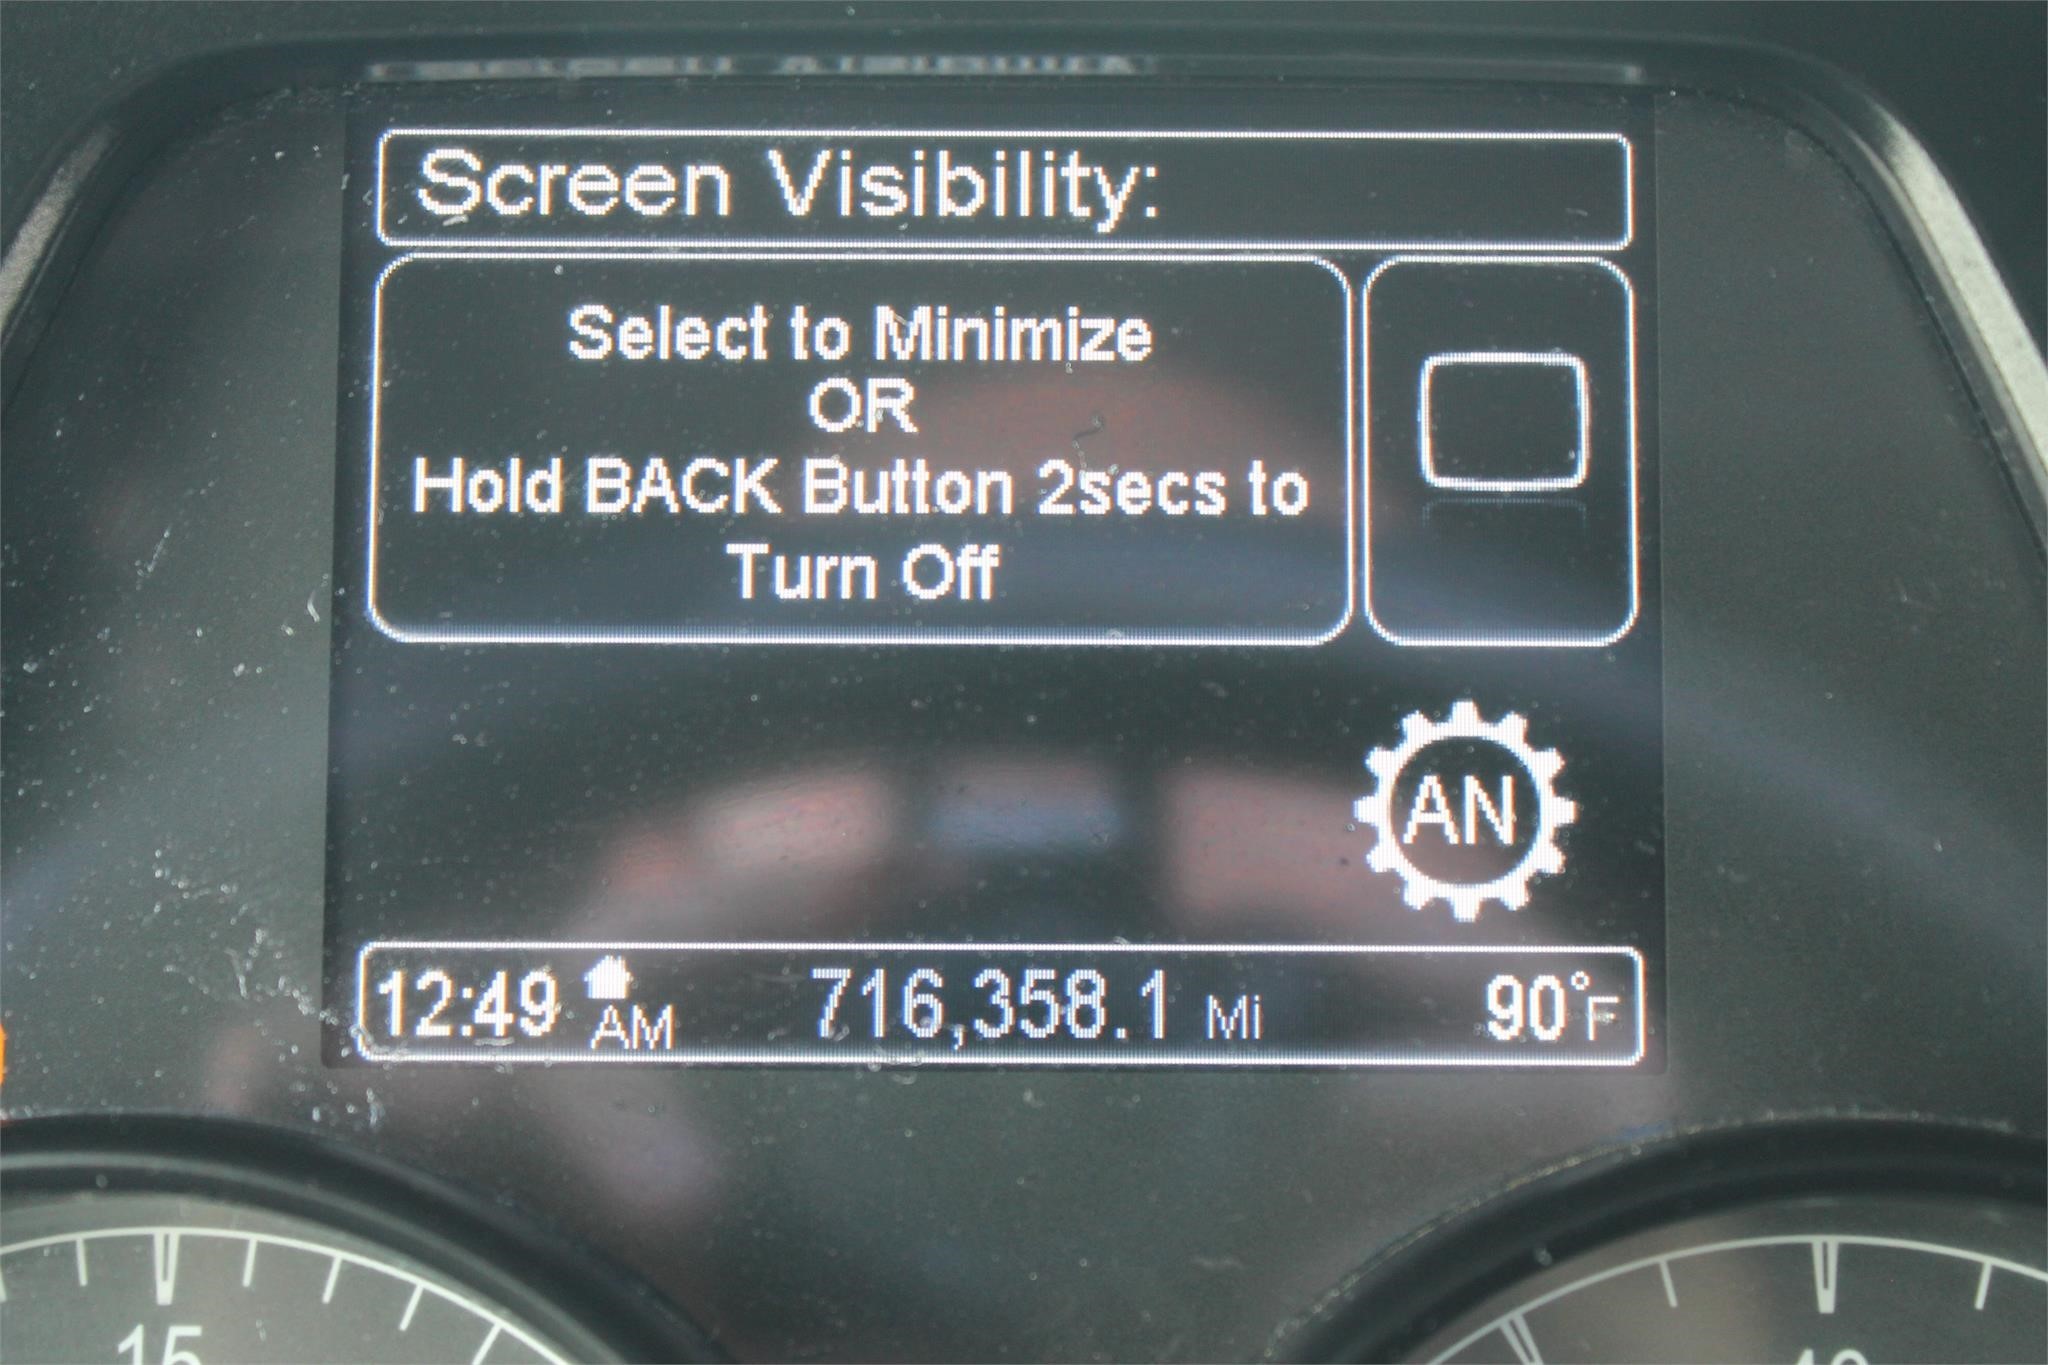 Screen Visibility:
Select to Minimize
OR
Hold BACK Button 2secs to
Turn Off
AN
12:49 AM 716,358.1 Mi 90°F
15